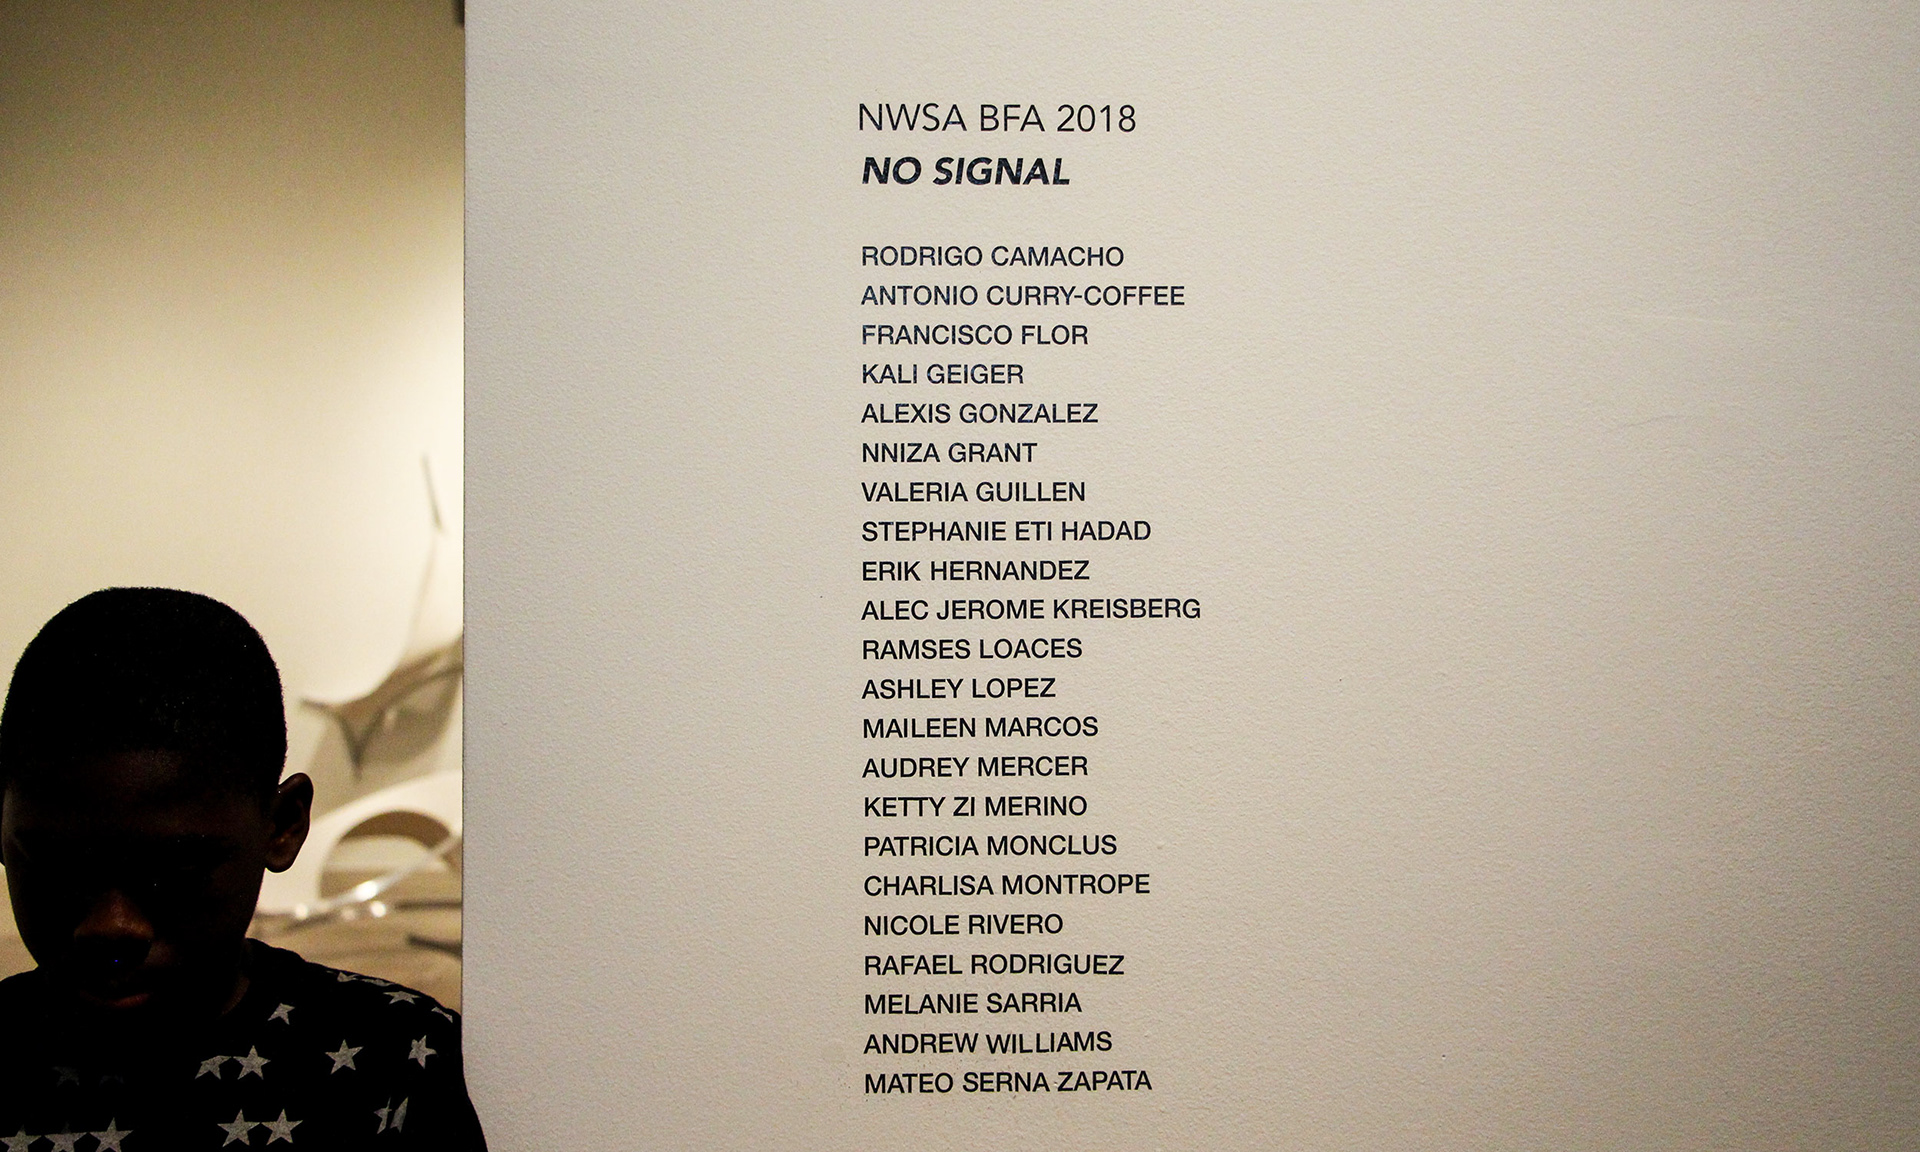 NWSA BFA 2018
NO SIGNAL
RODRIGO CAMACHO
ANTONIO CURRY-COFFEE
FRANCISCO FLOR
KALI GEIGER
ALEXIS GONZALEZ
NNIZA GRANT
VALERIA GUILLEN
STEPHANIE ETI HADAD
ERIK HERNANDEZ
ALEC JEROME KREISBERG
RAMSES LOACES
ASHLEY LOPEZ
MAILEEN MARCOS
AUDREY MERCER
KETTY ZI MERINO
PATRICIA MONCLUS
CHARLISA MONTROPE
NICOLE RIVERO
RAFAEL RODRIGUEZ
MELANIE SARRIA
ANDREW WILLIAMS
MATEO SERNA ZAPATA